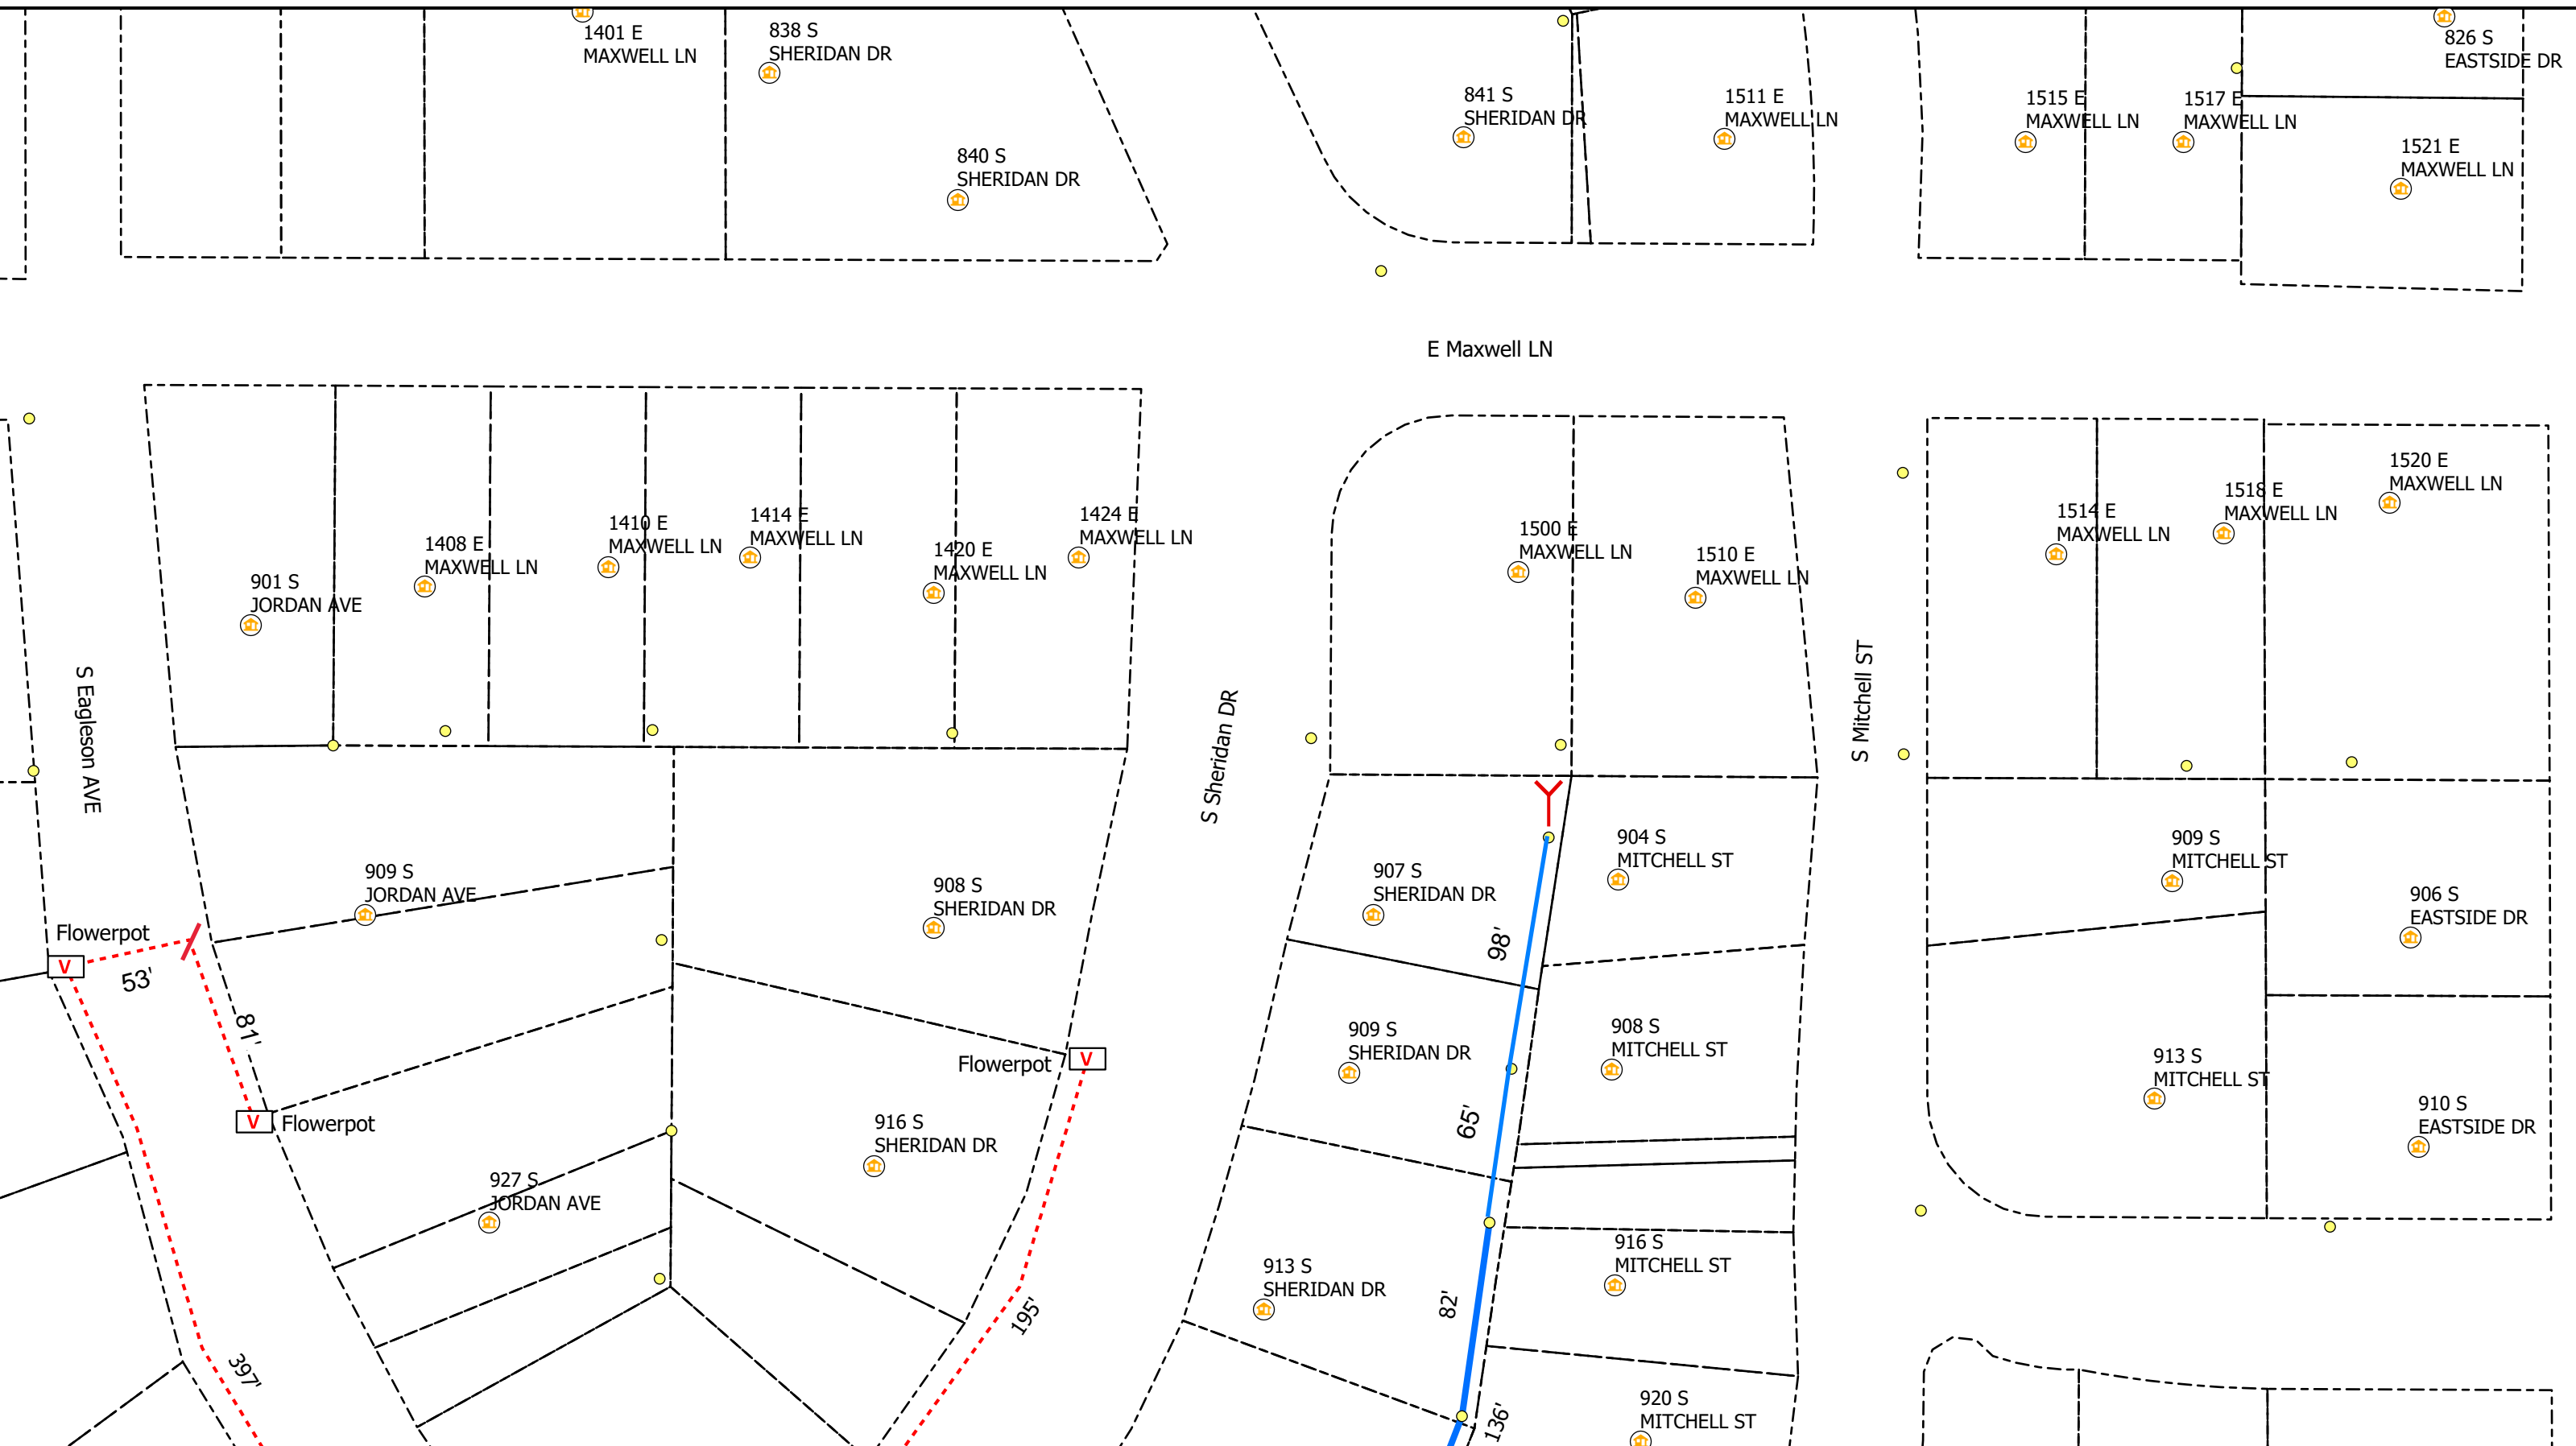 1401 E
MAXWELL LN
838 S
SHERIDAN DR
840 S
SHERIDAN DR
841 S
SHERIDAN DR
1511 E
MAXWELL LN
1515 E
MAXWELL LN
1517 E
MAXWELL LN
826 S
EASTSIDE DR
1521 E
MAXWELL LN
E Maxwell LN
901 S
JORDAN AVE
1408 E
MAXWELL LN
1410 E
MAXWELL LN
1414 E
MAXWELL LN
1420 E
MAXWELL LN
1424 E
MAXWELL LN
1500 E
MAXWELL LN
1510 E
MAXWELL LN
1514 E
MAXWELL LN
1518 E
MAXWELL LN
1520 E
MAXWELL LN
S Eagleson AVE
S Sheridan DR
S Mitchell ST
909 S
JORDAN AVE
908 S
SHERIDAN DR
907 S
SHERIDAN DR
904 S
MITCHELL ST
909 S
MITCHELL ST
906 S
EASTSIDE DR
Flowerpot
V
53'
81'
V
Flowerpot
Flowerpot
V
98'
909 S
SHERIDAN DR
908 S
MITCHELL ST
913 S
MITCHELL ST
910 S
EASTSIDE DR
916 S
SHERIDAN DR
65'
927 S
JORDAN AVE
913 S
SHERIDAN DR
916 S
MITCHELL ST
195'
82'
397'
136'
920 S
MITCHELL ST